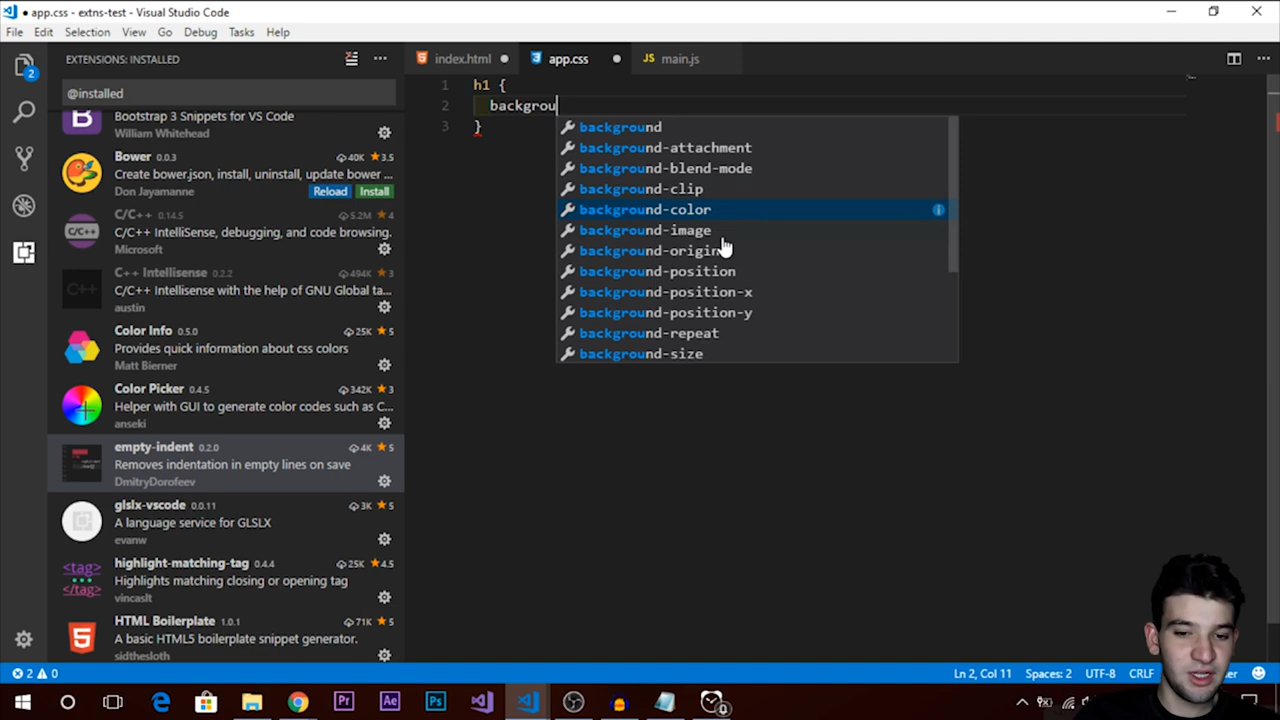 ● app.css - extns-test - Visual Studio Code
File Edit Selection View Go Debug Tasks Help
EXTENSIONS: INSTALLED
@installed
Bootstrap 3 Snippets for VS Code
William Whitehead
Bower 0.0.3 40K ★3.5
Create bower.json, install, uninstall, update bower ...
Don Jayamanne Reload Install
C/C++ 0.14.5 5.2M ★4
C/C++ IntelliSense, debugging, and code browsing.
Microsoft
C++ Intellisense 0.2.2 494K ★3
C/C++ Intellisense with the help of GNU Global ta...
austin
Color Info 0.5.0 25K ★5
Provides quick information about css colors
Matt Bierner
Color Picker 0.4.5 342K ★3
Helper with GUI to generate color codes such as C...
anseki
empty-indent 0.2.0 4K ★5
Removes indentation in empty lines on save
DmitryDorofeev
glslx-vscode 0.0.11 3K ★5
A language service for GLSLX
evanw
highlight-matching-tag 0.4.4 25K ★4.5
<tag>
</tag>
Highlights matching closing or opening tag
vincaslt
HTML Boilerplate 1.0.1 71K ★5
A basic HTML5 boilerplate snippet generator.
sidthesloth
index.html ● app.css ● JS main.js
1 h1 {
2 backgrou
3 }
background
background-attachment
background-blend-mode
background-clip
background-color
background-image
background-origin
background-position
background-position-x
background-position-y
background-repeat
background-size
2
2 0 Ln 2, Col 11 Spaces: 2 UTF-8 CRLF
Pr Ae Ps